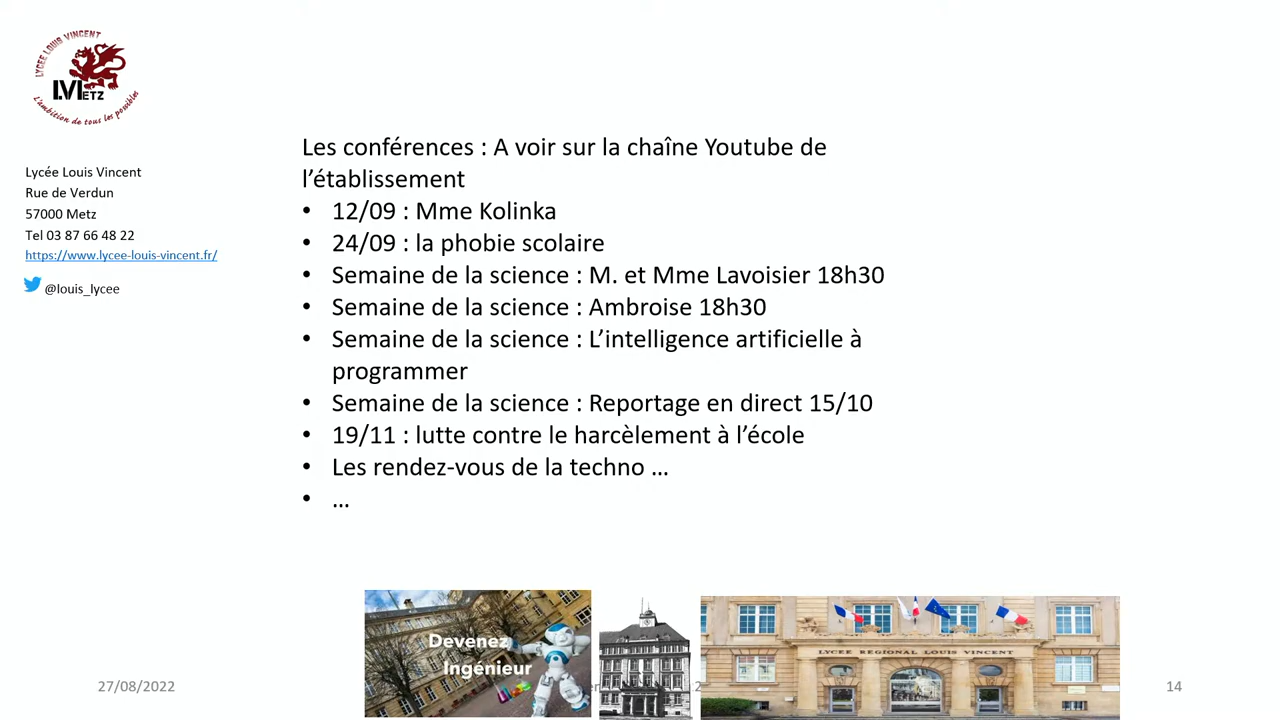 LYCEE LOUIS VINCENT
LVMETZ
L'ambition de tous les possibles
Lycée Louis Vincent
Rue de Verdun
57000 Metz
Tel 03 87 66 48 22
https://www.lycee-louis-vincent.fr/
@louis_lycee
Les conférences : A voir sur la chaîne Youtube de
l’établissement
• 12/09 : Mme Kolinka
• 24/09 : la phobie scolaire
• Semaine de la science : M. et Mme Lavoisier 18h30
• Semaine de la science : Ambroise 18h30
• Semaine de la science : L’intelligence artificielle à
programmer
• Semaine de la science : Reportage en direct 15/10
• 19/11 : lutte contre le harcèlement à l’école
• Les rendez-vous de la techno …
• …
Devenez
Ingénieur
LYCEE REGIONAL LOUIS VINCENT
27/08/2022
14